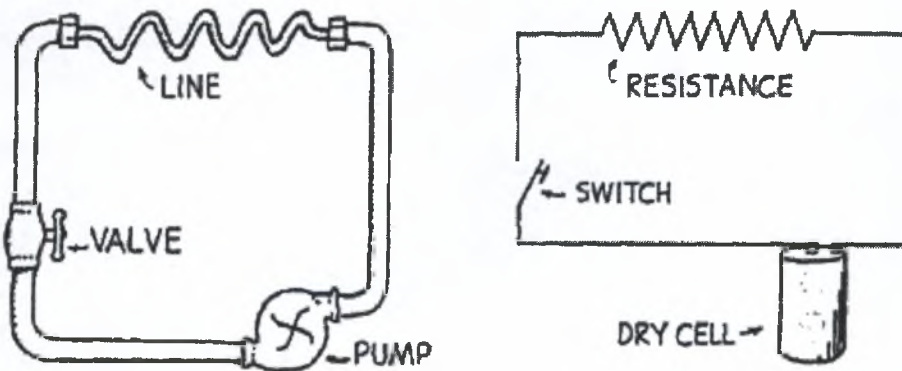 LINE
RESISTANCE
SWITCH
VALVE
DRY CELL
PUMP